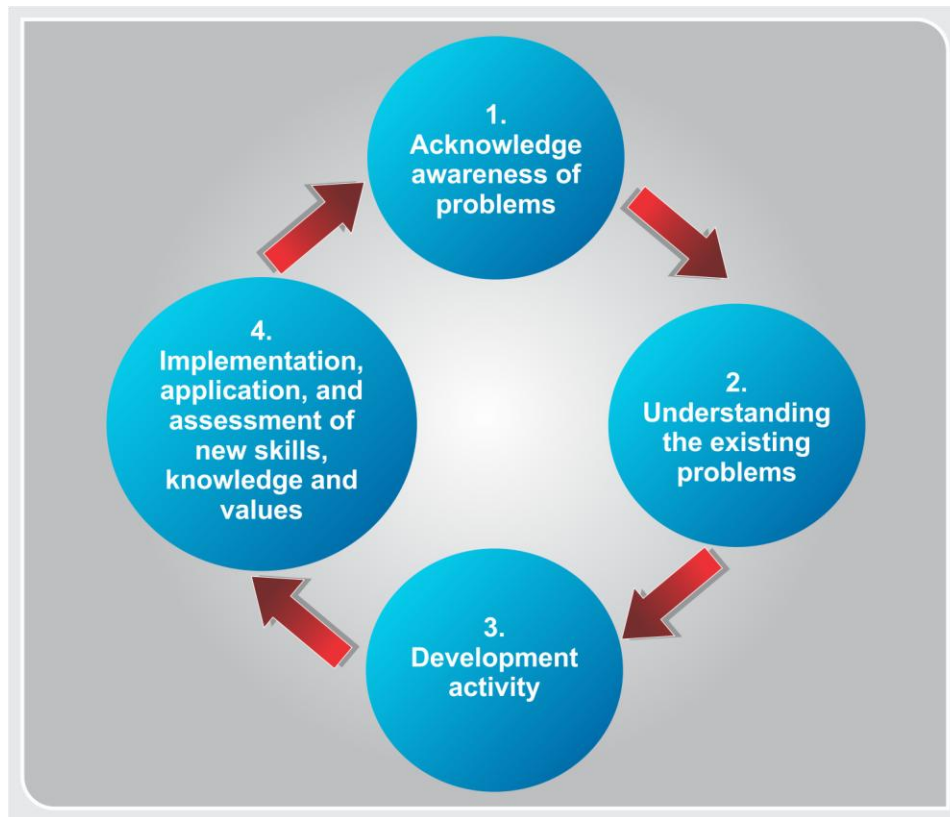 1.
Acknowledge
awareness of
problems
2.
Understanding
the existing
problems
3.
Development
activity
4.
Implementation,
application, and
assessment of
new skills,
knowledge and
values